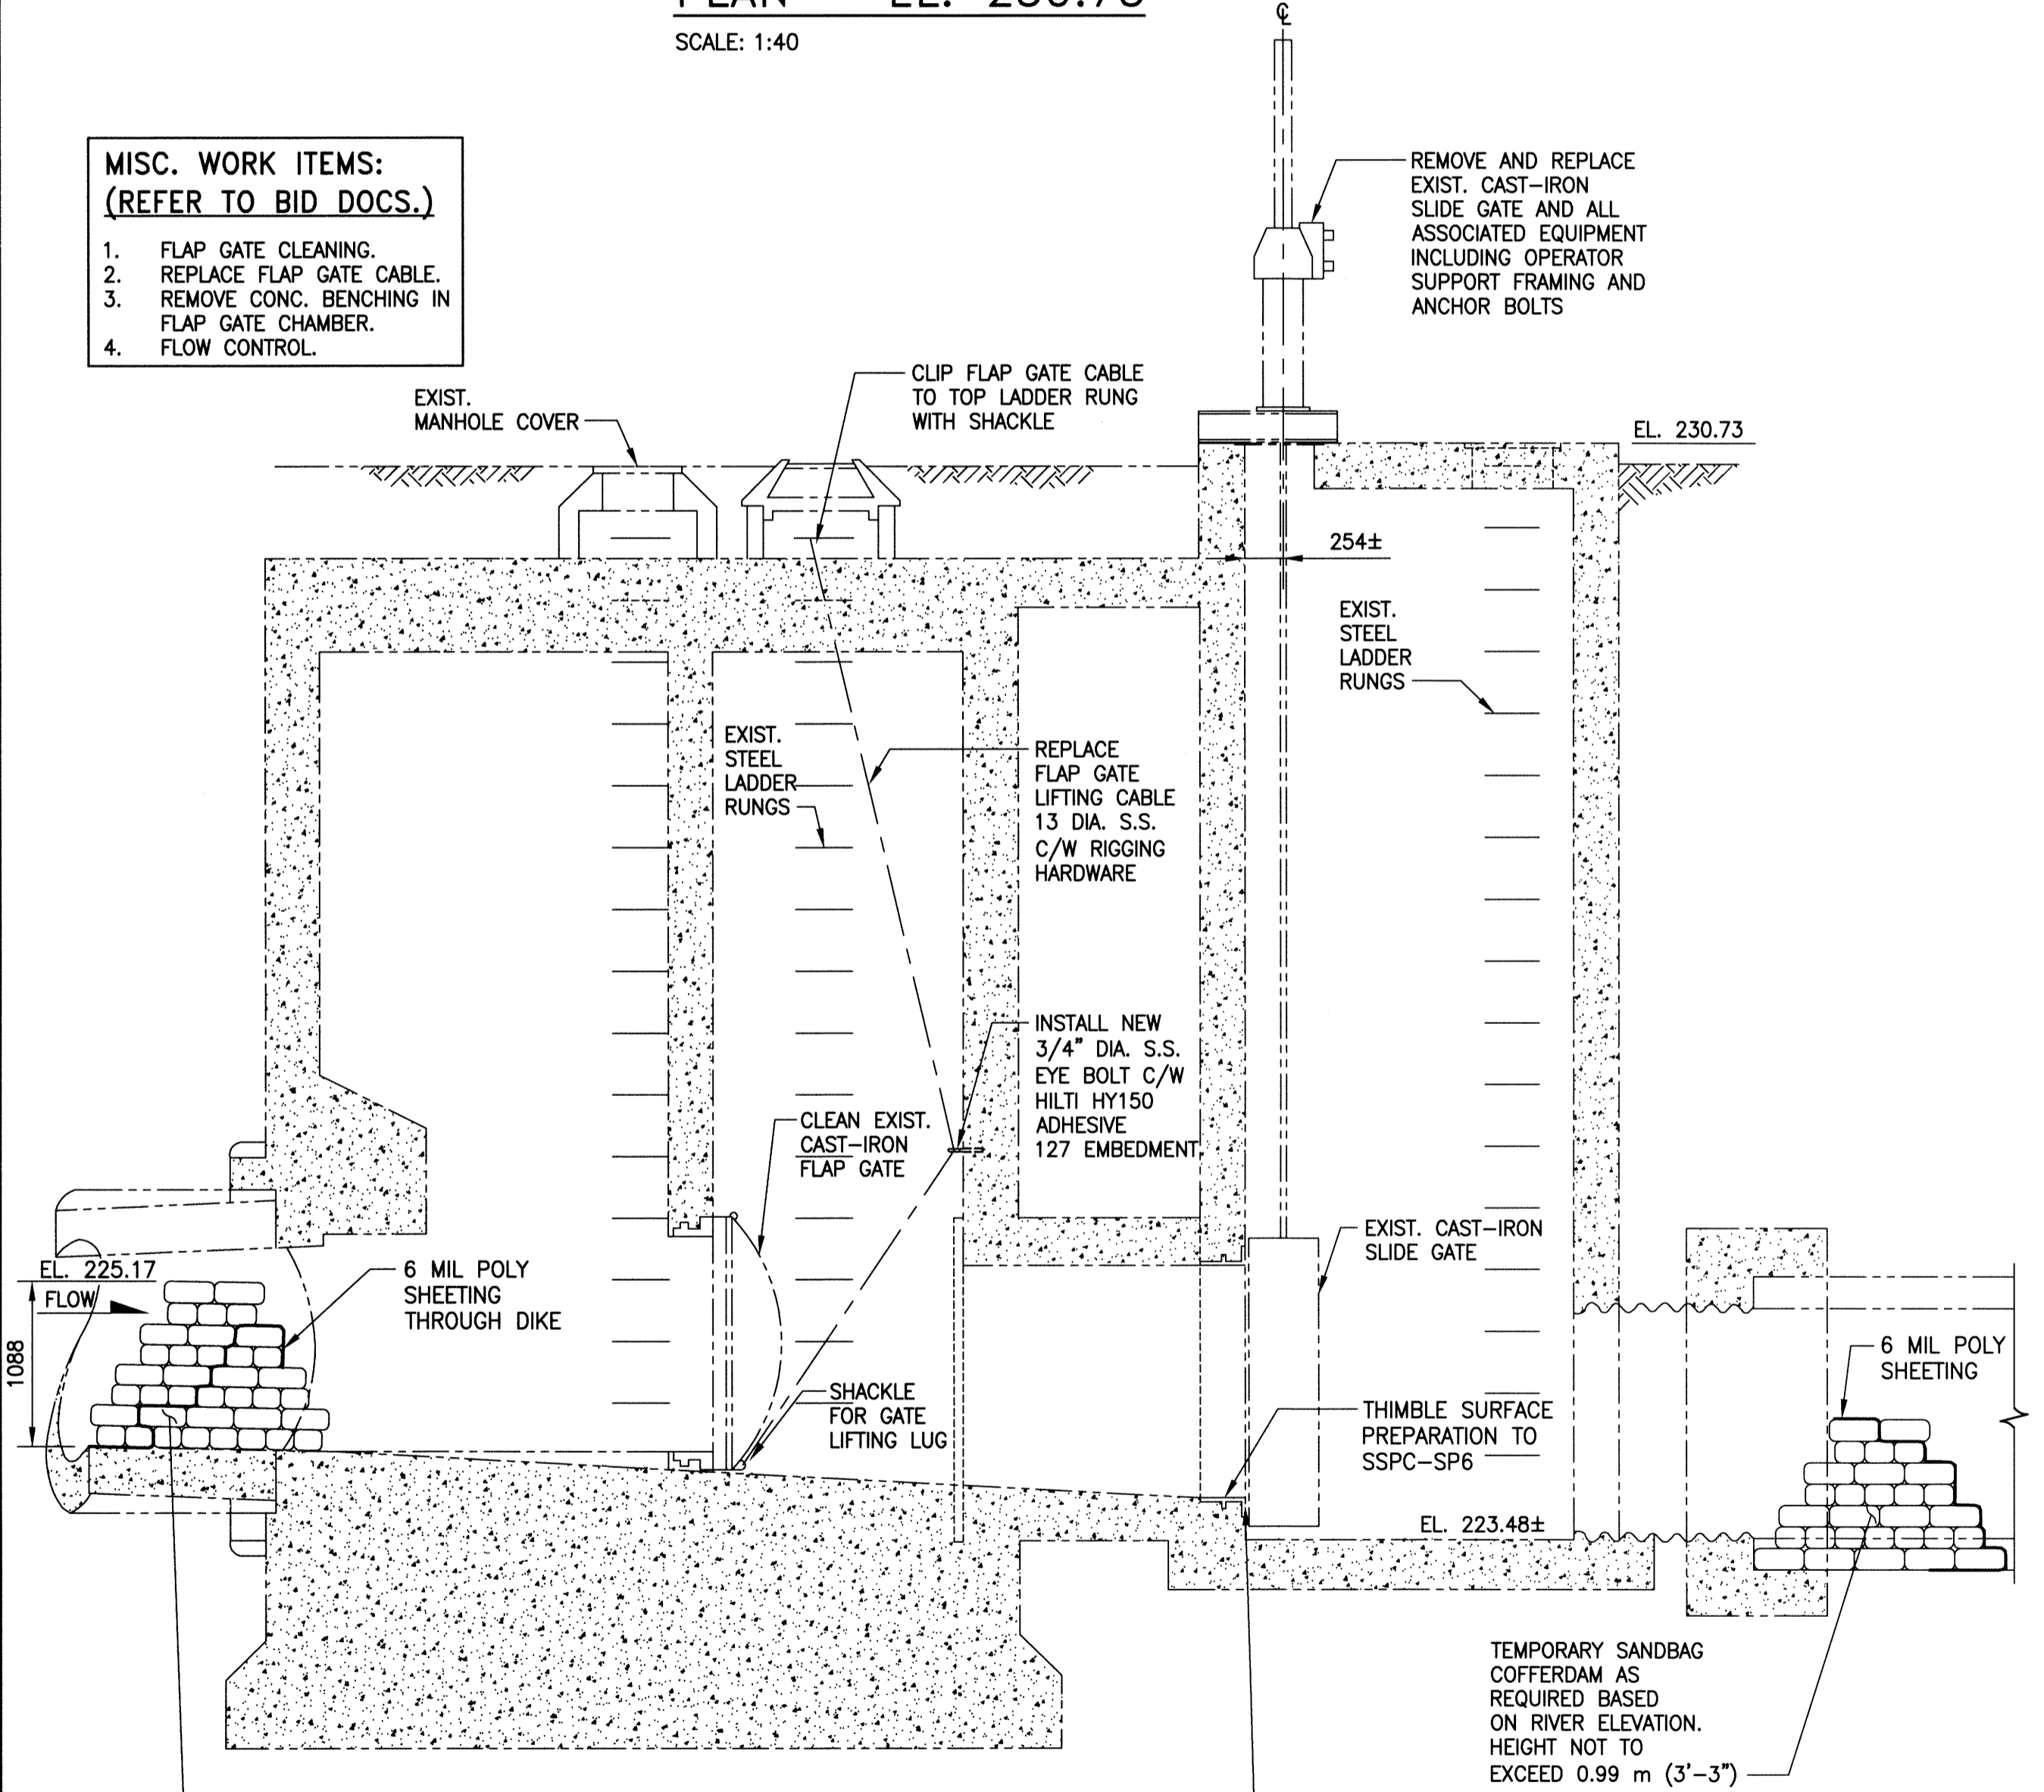 PLAN - EL. 230.73
SCALE: 1:40
℄
MISC. WORK ITEMS:
(REFER TO BID DOCS.)
1. FLAP GATE CLEANING.
2. REPLACE FLAP GATE CABLE.
3. REMOVE CONC. BENCHING IN
FLAP GATE CHAMBER.
4. FLOW CONTROL.
REMOVE AND REPLACE
EXIST. CAST-IRON
SLIDE GATE AND ALL
ASSOCIATED EQUIPMENT
INCLUDING OPERATOR
SUPPORT FRAMING AND
ANCHOR BOLTS
EXIST.
MANHOLE COVER
CLIP FLAP GATE CABLE
TO TOP LADDER RUNG
WITH SHACKLE
EL. 230.73
254±
EXIST.
STEEL
LADDER
RUNGS
EXIST.
STEEL
LADDER
RUNGS
REPLACE
FLAP GATE
LIFTING CABLE
13 DIA. S.S.
C/W RIGGING
HARDWARE
INSTALL NEW
3/4" DIA. S.S.
EYE BOLT C/W
HILTI HY150
ADHESIVE
127 EMBEDMENT
CLEAN EXIST.
CAST-IRON
FLAP GATE
EXIST. CAST-IRON
SLIDE GATE
EL. 225.17
FLOW
1088
6 MIL POLY
SHEETING
THROUGH DIKE
6 MIL POLY
SHEETING
SHACKLE
FOR GATE
LIFTING LUG
THIMBLE SURFACE
PREPARATION TO
SSPC-SP6
EL. 223.48±
TEMPORARY SANDBAG
COFFERDAM AS
REQUIRED BASED
ON RIVER ELEVATION.
HEIGHT NOT TO
EXCEED 0.99 m (3'-3")